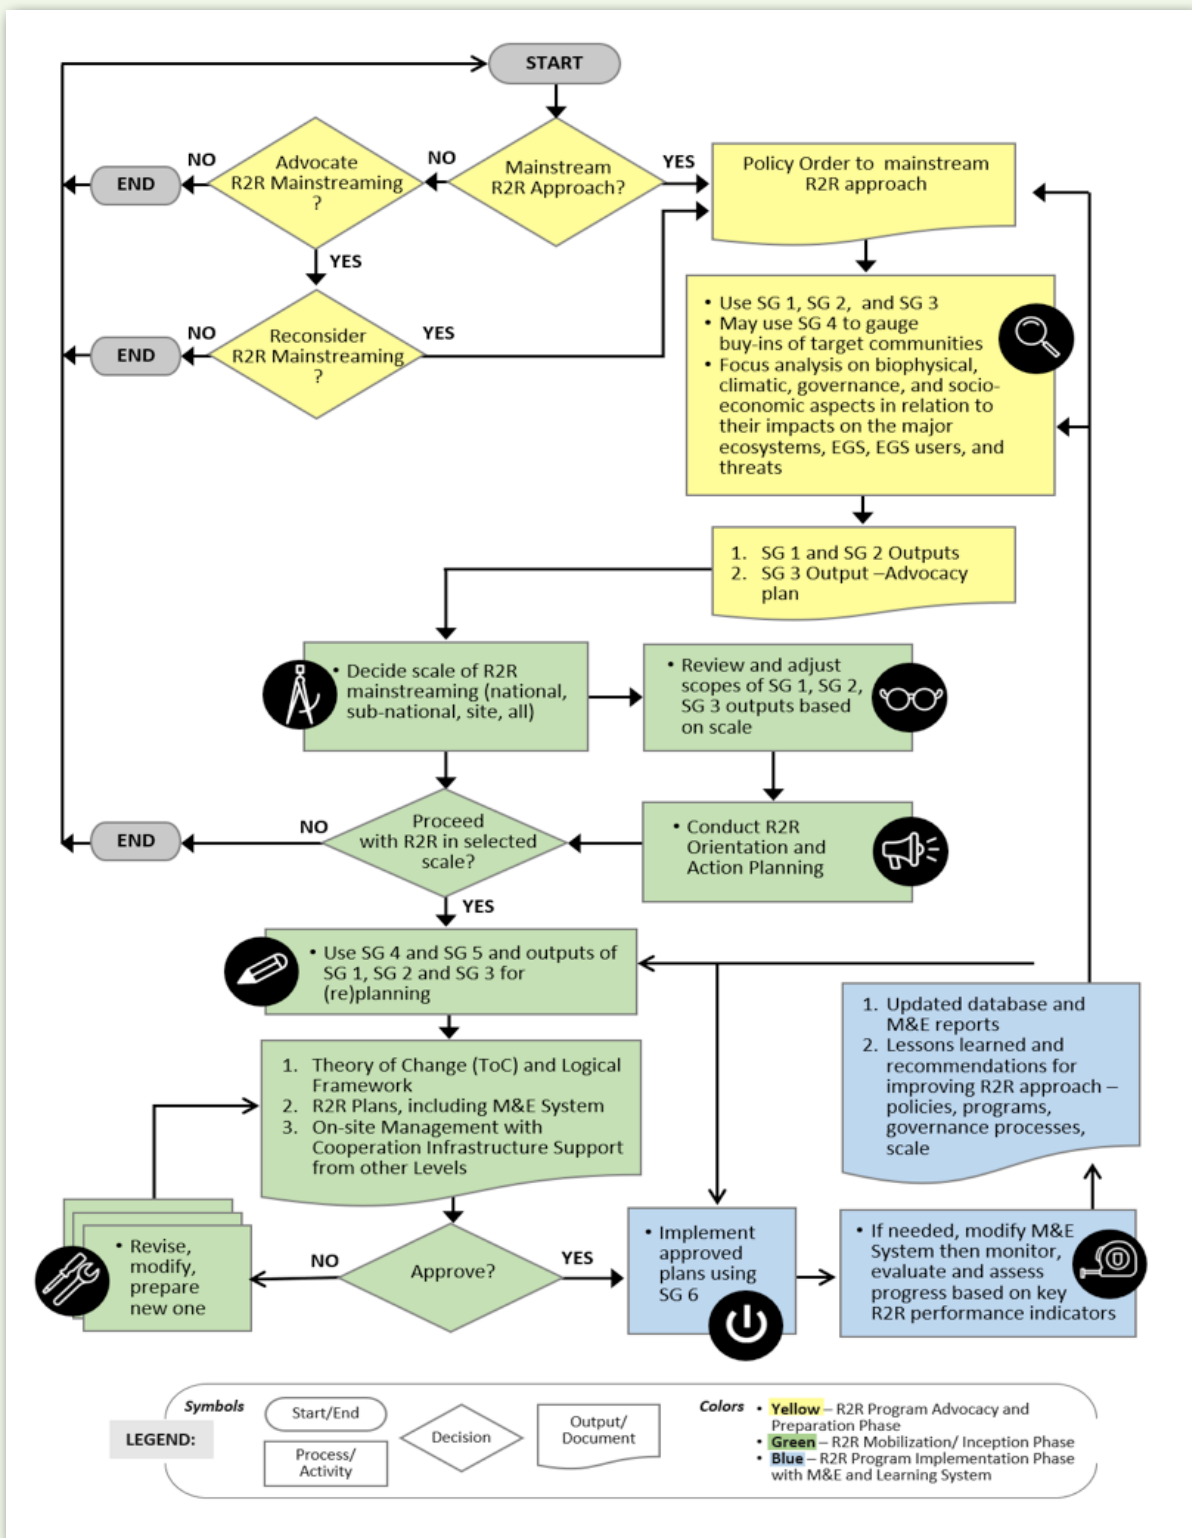 START
NO
Advocate
R2R Mainstreaming
?
NO
Mainstream
R2R Approach?
YES
Policy Order to mainstream
R2R approach
END
YES
NO
Reconsider
R2R Mainstreaming
?
YES
END
• Use SG 1, SG 2, and SG 3
• May use SG 4 to gauge
buy-ins of target communities
• Focus analysis on biophysical,
climatic, governance, and socio-
economic aspects in relation to
their impacts on the major
ecosystems, EGS, EGS users, and
threats
1. SG 1 and SG 2 Outputs
2. SG 3 Output –Advocacy
plan
• Decide scale of R2R
mainstreaming (national,
sub-national, site, all)
• Review and adjust
scopes of SG 1, SG 2,
SG 3 outputs based
on scale
NO
Proceed
with R2R in selected
scale?
END
• Conduct R2R
Orientation and
Action Planning
YES
• Use SG 4 and SG 5 and outputs of
SG 1, SG 2 and SG 3 for
(re)planning
1. Theory of Change (ToC) and Logical
Framework
2. R2R Plans, including M&E System
3. On-site Management with
Cooperation Infrastructure Support
from other Levels
1. Updated database and
M&E reports
2. Lessons learned and
recommendations for
improving R2R approach –
policies, programs,
governance processes,
scale
• Revise,
modify,
prepare
new one
NO
Approve?
YES
• Implement
approved
plans using
SG 6
• If needed, modify M&E
System then monitor,
evaluate and assess
progress based on key
R2R performance indicators
LEGEND:
Symbols
Start/End
Process/
Activity
Decision
Output/
Document
Colors
• Yellow – R2R Program Advocacy and
Preparation Phase
• Green – R2R Mobilization/ Inception Phase
• Blue – R2R Program Implementation Phase
with M&E and Learning System